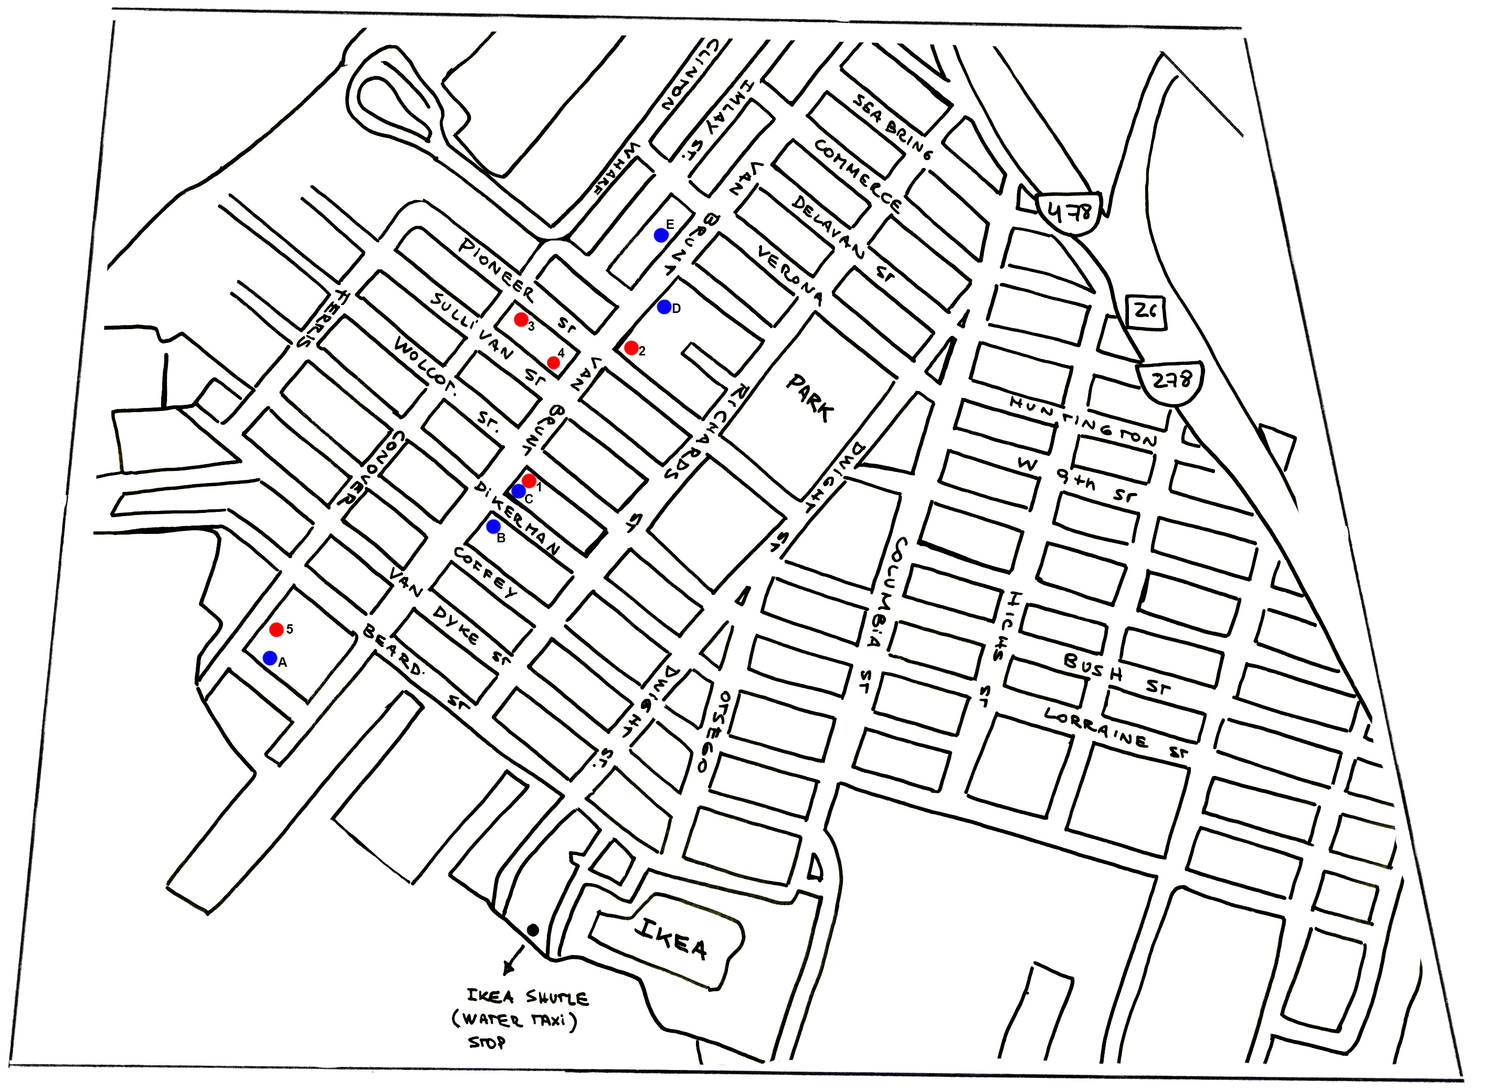 CLINTON
WHARF
IMLAY ST.
VAN
BRUNT
SEABRING
COMMERCE
DELAVAN ST
VERONA
478
26
278
E
D
PIONEER
ST
SULLIVAN
ST
WOLCOT.
ST.
FERRIS
CONOVER
3
4
2
VAN
BRUNT
RICHARDS
ST
PARK
DWIGHT
ST
HUNTINGTON
W 9th ST
1
C
DIKERMAN
B
COFFEY
VAN DYKE ST
BEARD.
ST
5
A
DWIGHT
ST.
OTSEGO
COLUMBIA
ST
HICHS
ST
BUSH ST
LORRAINE ST
IKEA
IKEA SHUTLE
(WATER TAXI)
STOP